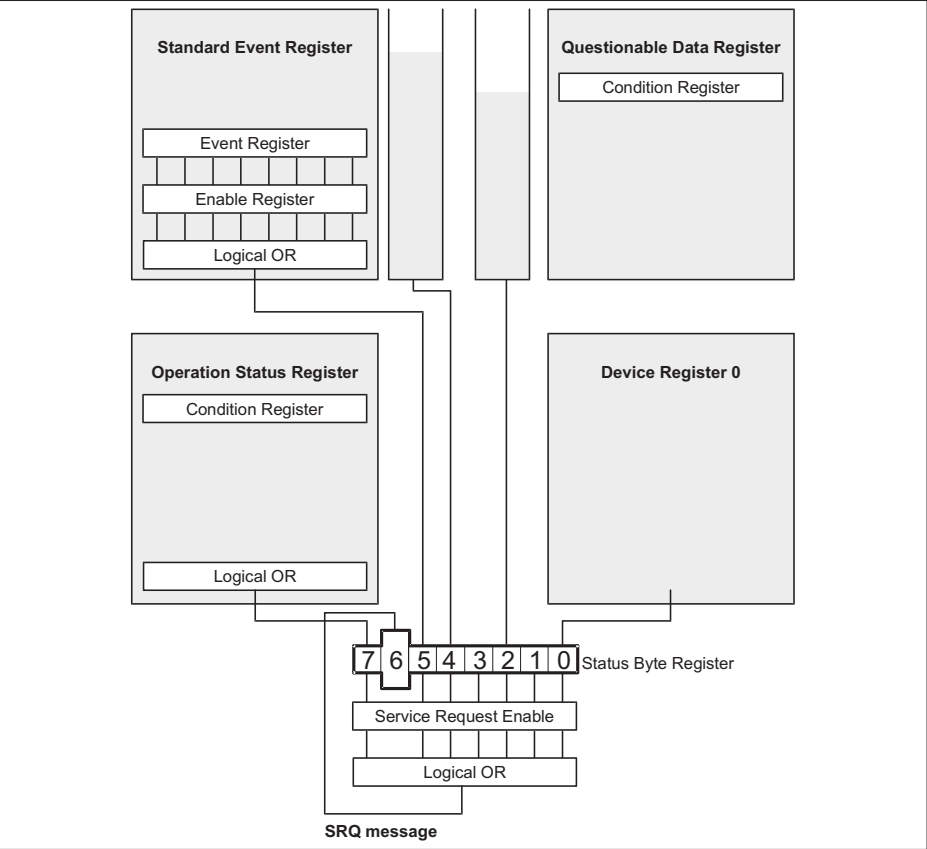 Standard Event Register
Questionable Data Register
Condition Register
Event Register
Enable Register
Logical OR
Operation Status Register
Device Register 0
Condition Register
Logical OR
7 6 5 4 3 2 1 0
Status Byte Register
Service Request Enable
Logical OR
SRQ message